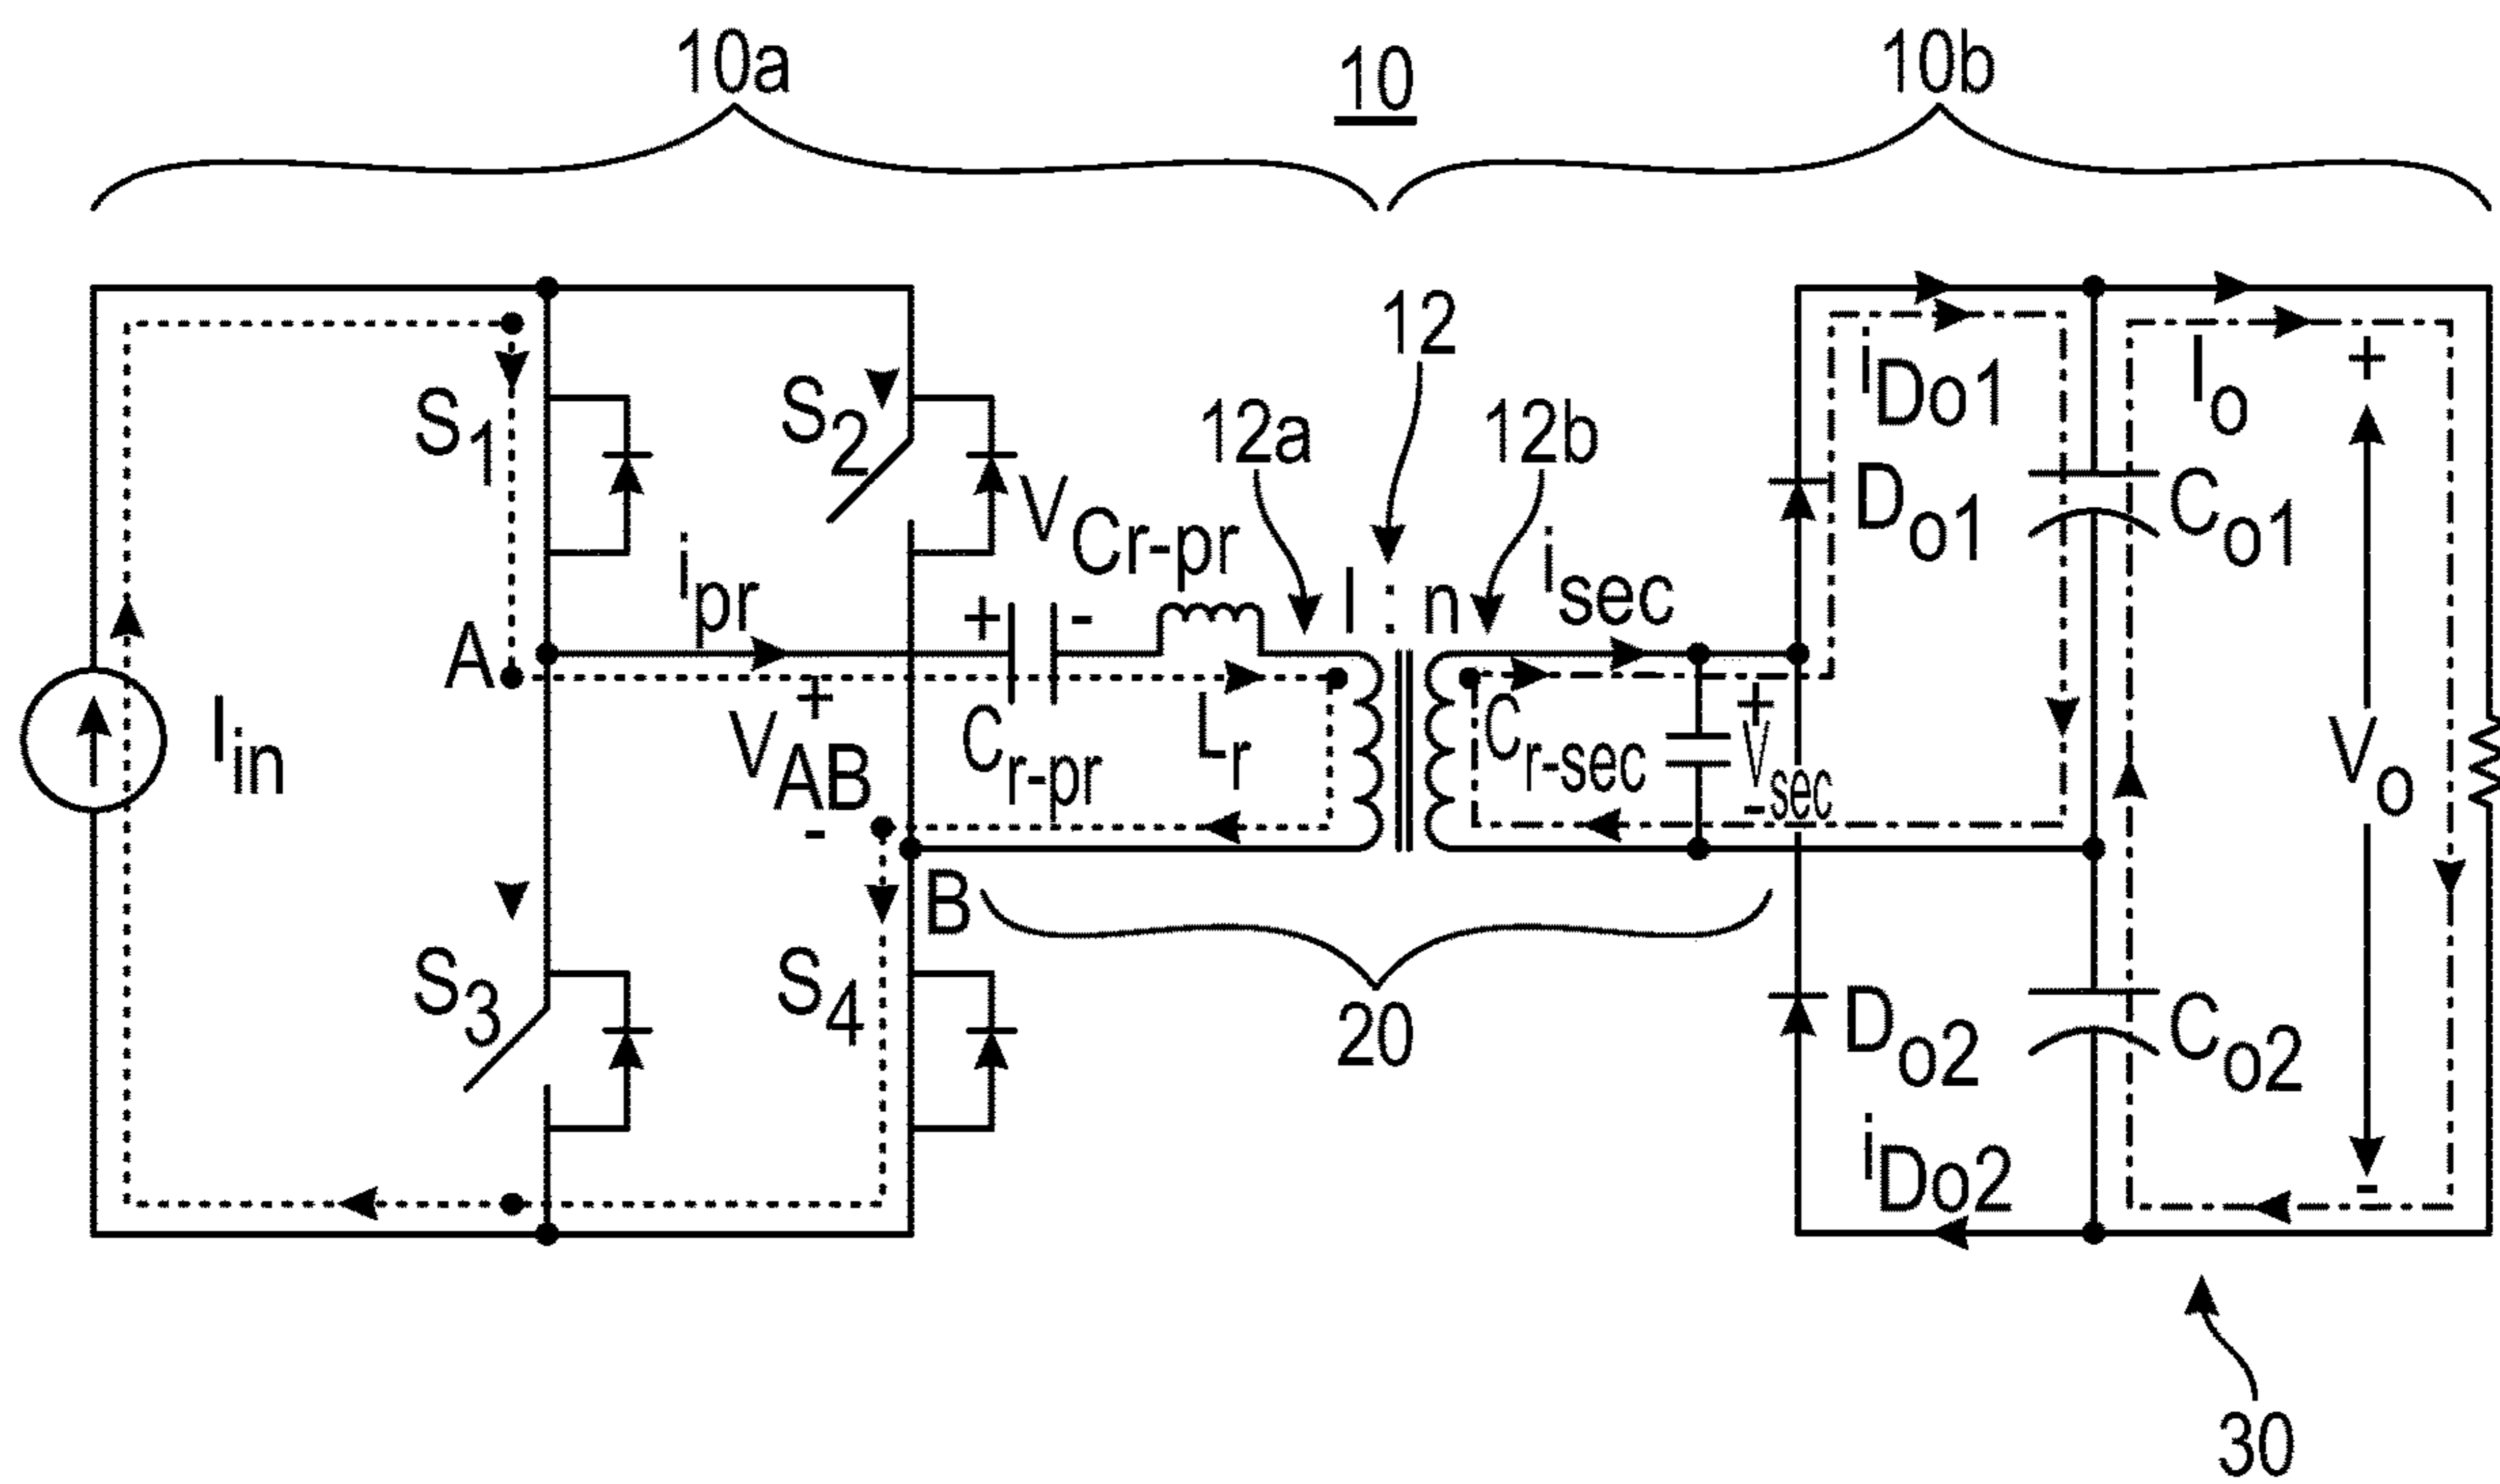 10a
10
10b
12
12a
12b
I : n
S1
S2
iDo1
Io
+
Do1
Co1
VCr-pr
ipr
+ -
isec
A
Iin
+
VAB
-
Cr-pr
Lr
Cr-sec
+
Vsec
-
Vo
B
S3
S4
20
Do2
Co2
iDo2
-
30